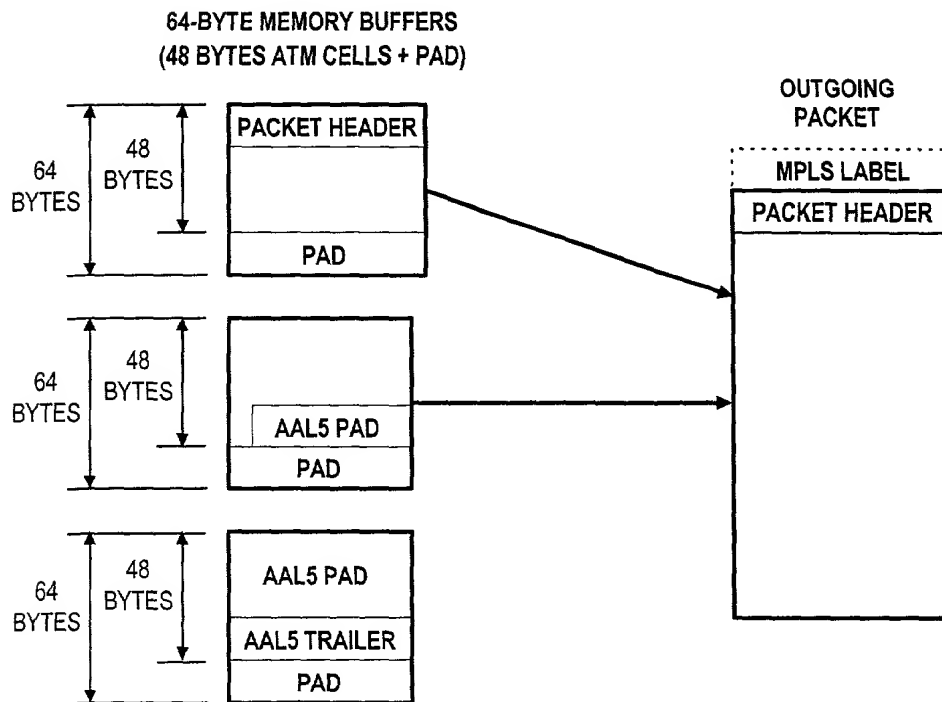 64-BYTE MEMORY BUFFERS
(48 BYTES ATM CELLS + PAD)
64
BYTES
48
BYTES
PACKET HEADER
PAD
OUTGOING
PACKET
MPLS LABEL
PACKET HEADER
64
BYTES
48
BYTES
AAL5 PAD
PAD
64
BYTES
48
BYTES
AAL5 PAD
AAL5 TRAILER
PAD